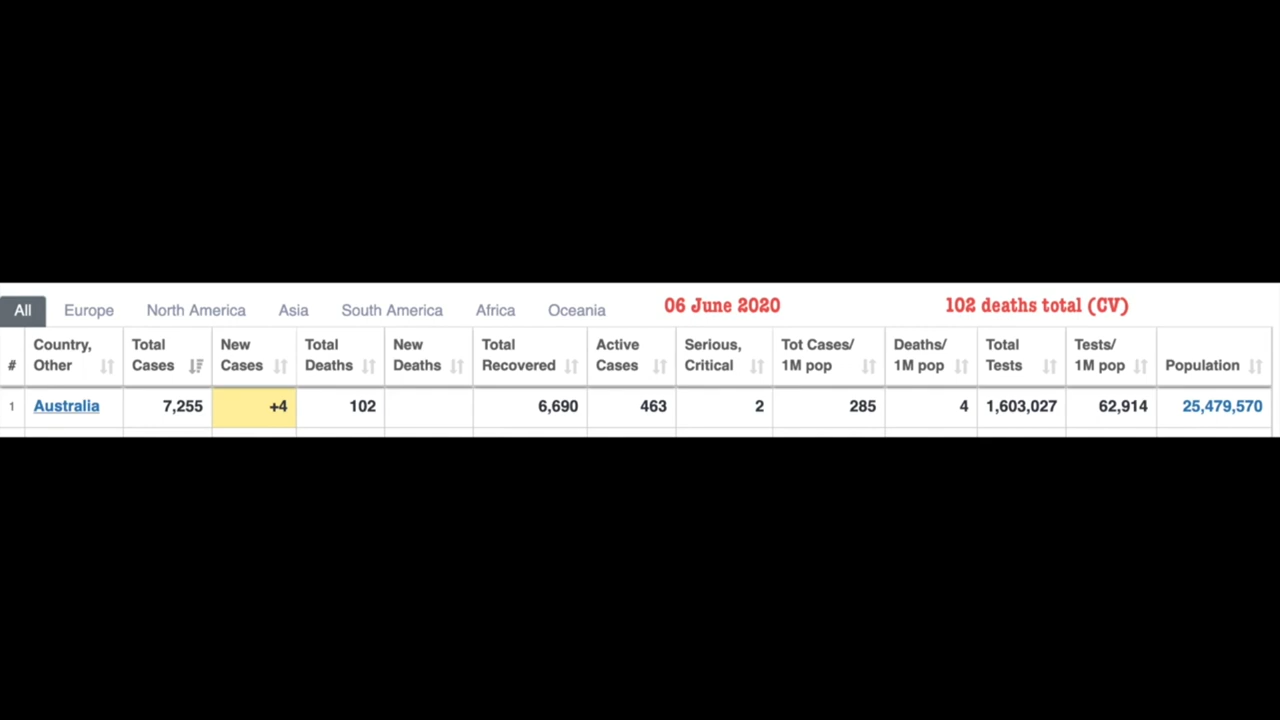 All Europe North America Asia South America Africa Oceania 06 June 2020 102 deaths total (CV)
# Country, Other Total Cases New Cases Total Deaths New Deaths Total Recovered Active Cases Serious, Critical Tot Cases/ 1M pop Deaths/ 1M pop Total Tests Tests/ 1M pop Population
1 Australia 7,255 +4 102 6,690 463 2 285 4 1,603,027 62,914 25,479,570